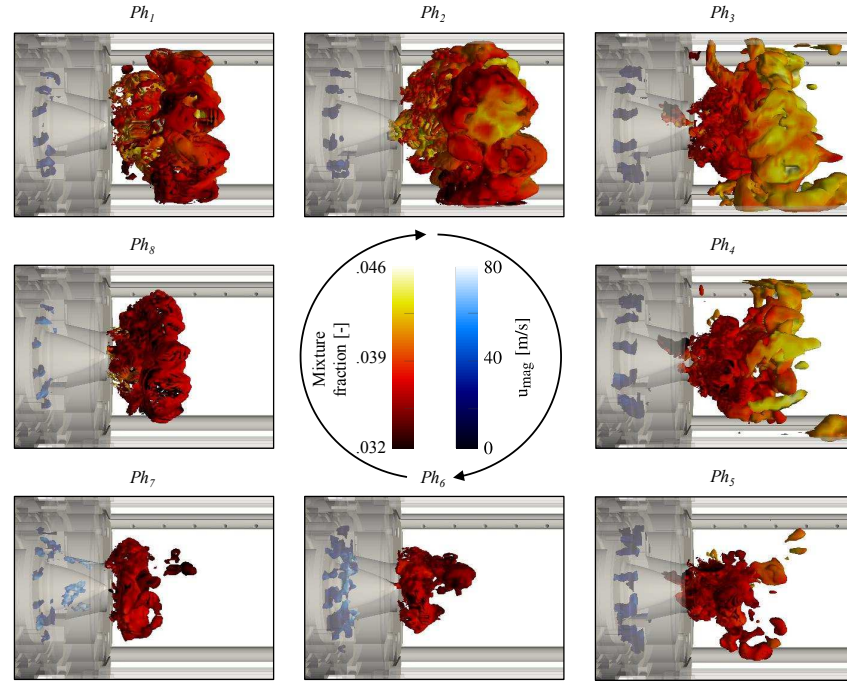 Ph1
Ph2
Ph3
Ph8
Ph4
.046
.039
.032
Mixture
fraction [-]
80
40
0
umag [m/s]
Ph7
Ph6
Ph5